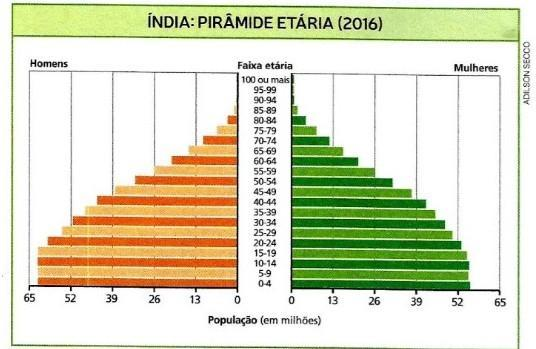 ÍNDIA: PIRÂMIDE ETÁRIA (2016)
Homens
Faixa etária
Mulheres
100 ou mais
95-99
90-94
85-89
80-84
75-79
70-74
65-69
60-64
55-59
50-54
45-49
40-44
35-39
30-34
25-29
20-24
15-19
10-14
5-9
0-4
65 52 39 26 13 0 0 13 26 39 52 65
População (em milhões)
ADILSON SECCO